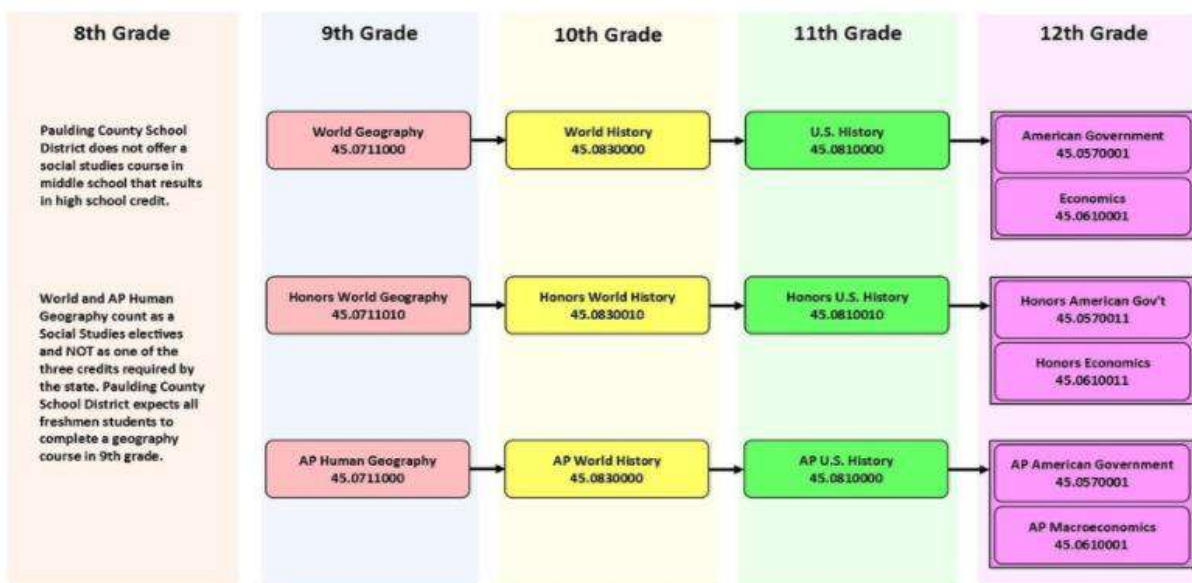 8th Grade
9th Grade
10th Grade
11th Grade
12th Grade
Paulding County School
District does not offer a
social studies course in
middle school that results
in high school credit.
World Geography
45.0711000
World History
45.0830000
U.S. History
45.0810000
American Government
45.0570001
Economics
45.0610001
World and AP Human
Geography count as a
Social Studies electives
and NOT as one of the
three credits required by
the state. Paulding County
School District expects all
freshmen students to
complete a geography
course in 9th grade.
Honors World Geography
45.0711010
Honors World History
45.0830010
Honors U.S. History
45.0810010
Honors American Gov't
45.0570011
Honors Economics
45.0610011
AP Human Geography
45.0711000
AP World History
45.0830000
AP U.S. History
45.0810000
AP American Government
45.0570001
AP Macroeconomics
45.0610001